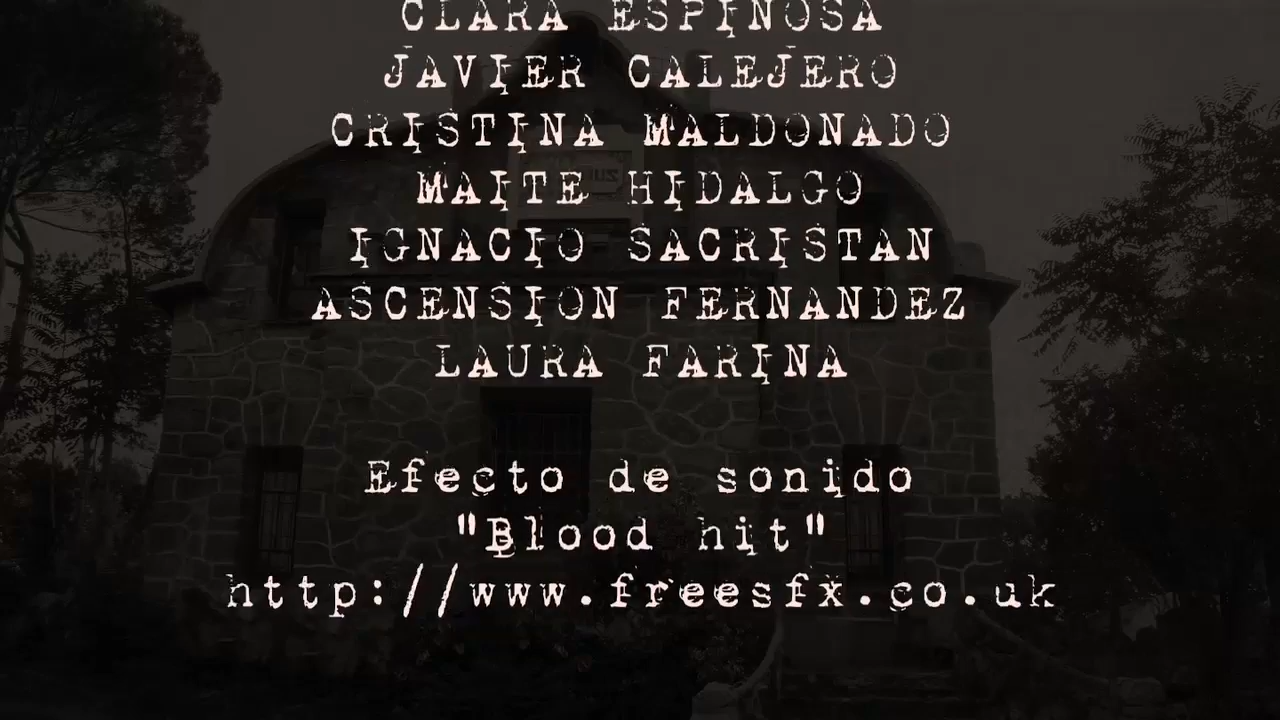 CLARA ESPINOSA
JAVIER CALEJERO
CRISTINA MALDONADO
MAITE HIDALGO
IGNACIO SACRISTAN
ASCENSION FERNANDEZ
LAURA FARINA
Efecto de sonido
"Blood hit"
http://www.freesfx.co.uk